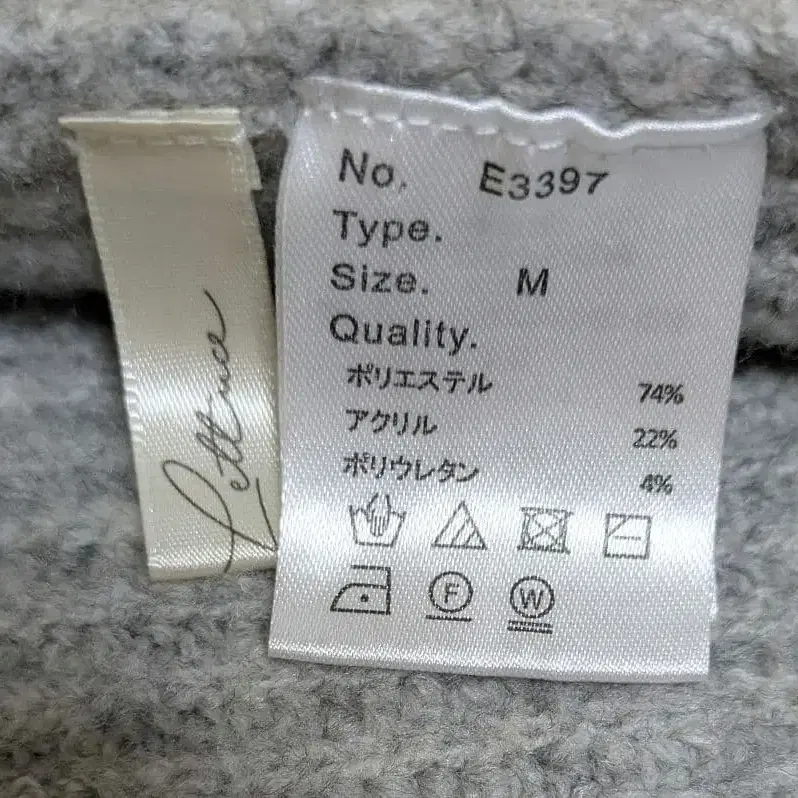 Lettuce
No. E3397
Type.
Size. M
Quality.
ポリエステル 74%
アクリル 22%
ポリウレタン 4%
F W